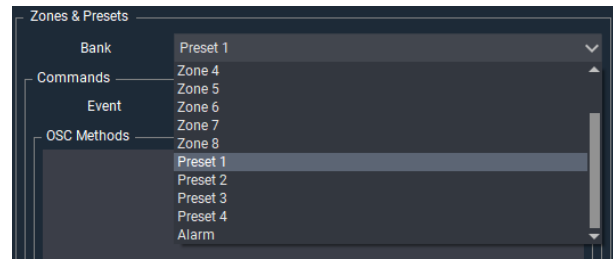 Zones & Presets
Bank
Preset 1
Zone 4
Commands
Zone 5
Event
Zone 6
Zone 7
OSC Methods
Zone 8
Preset 1
Preset 2
Preset 3
Preset 4
Alarm